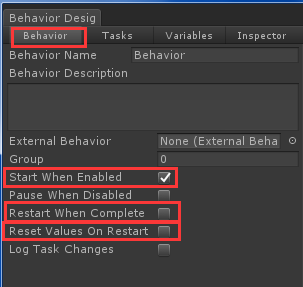 Behavior Desig
Behavior Tasks Variables Inspector
Behavior Name Behavior
Behavior Description
External Behavior None (External Beha
Group 0
Start When Enabled
Pause When Disabled
Restart When Complete
Reset Values On Restart
Log Task Changes